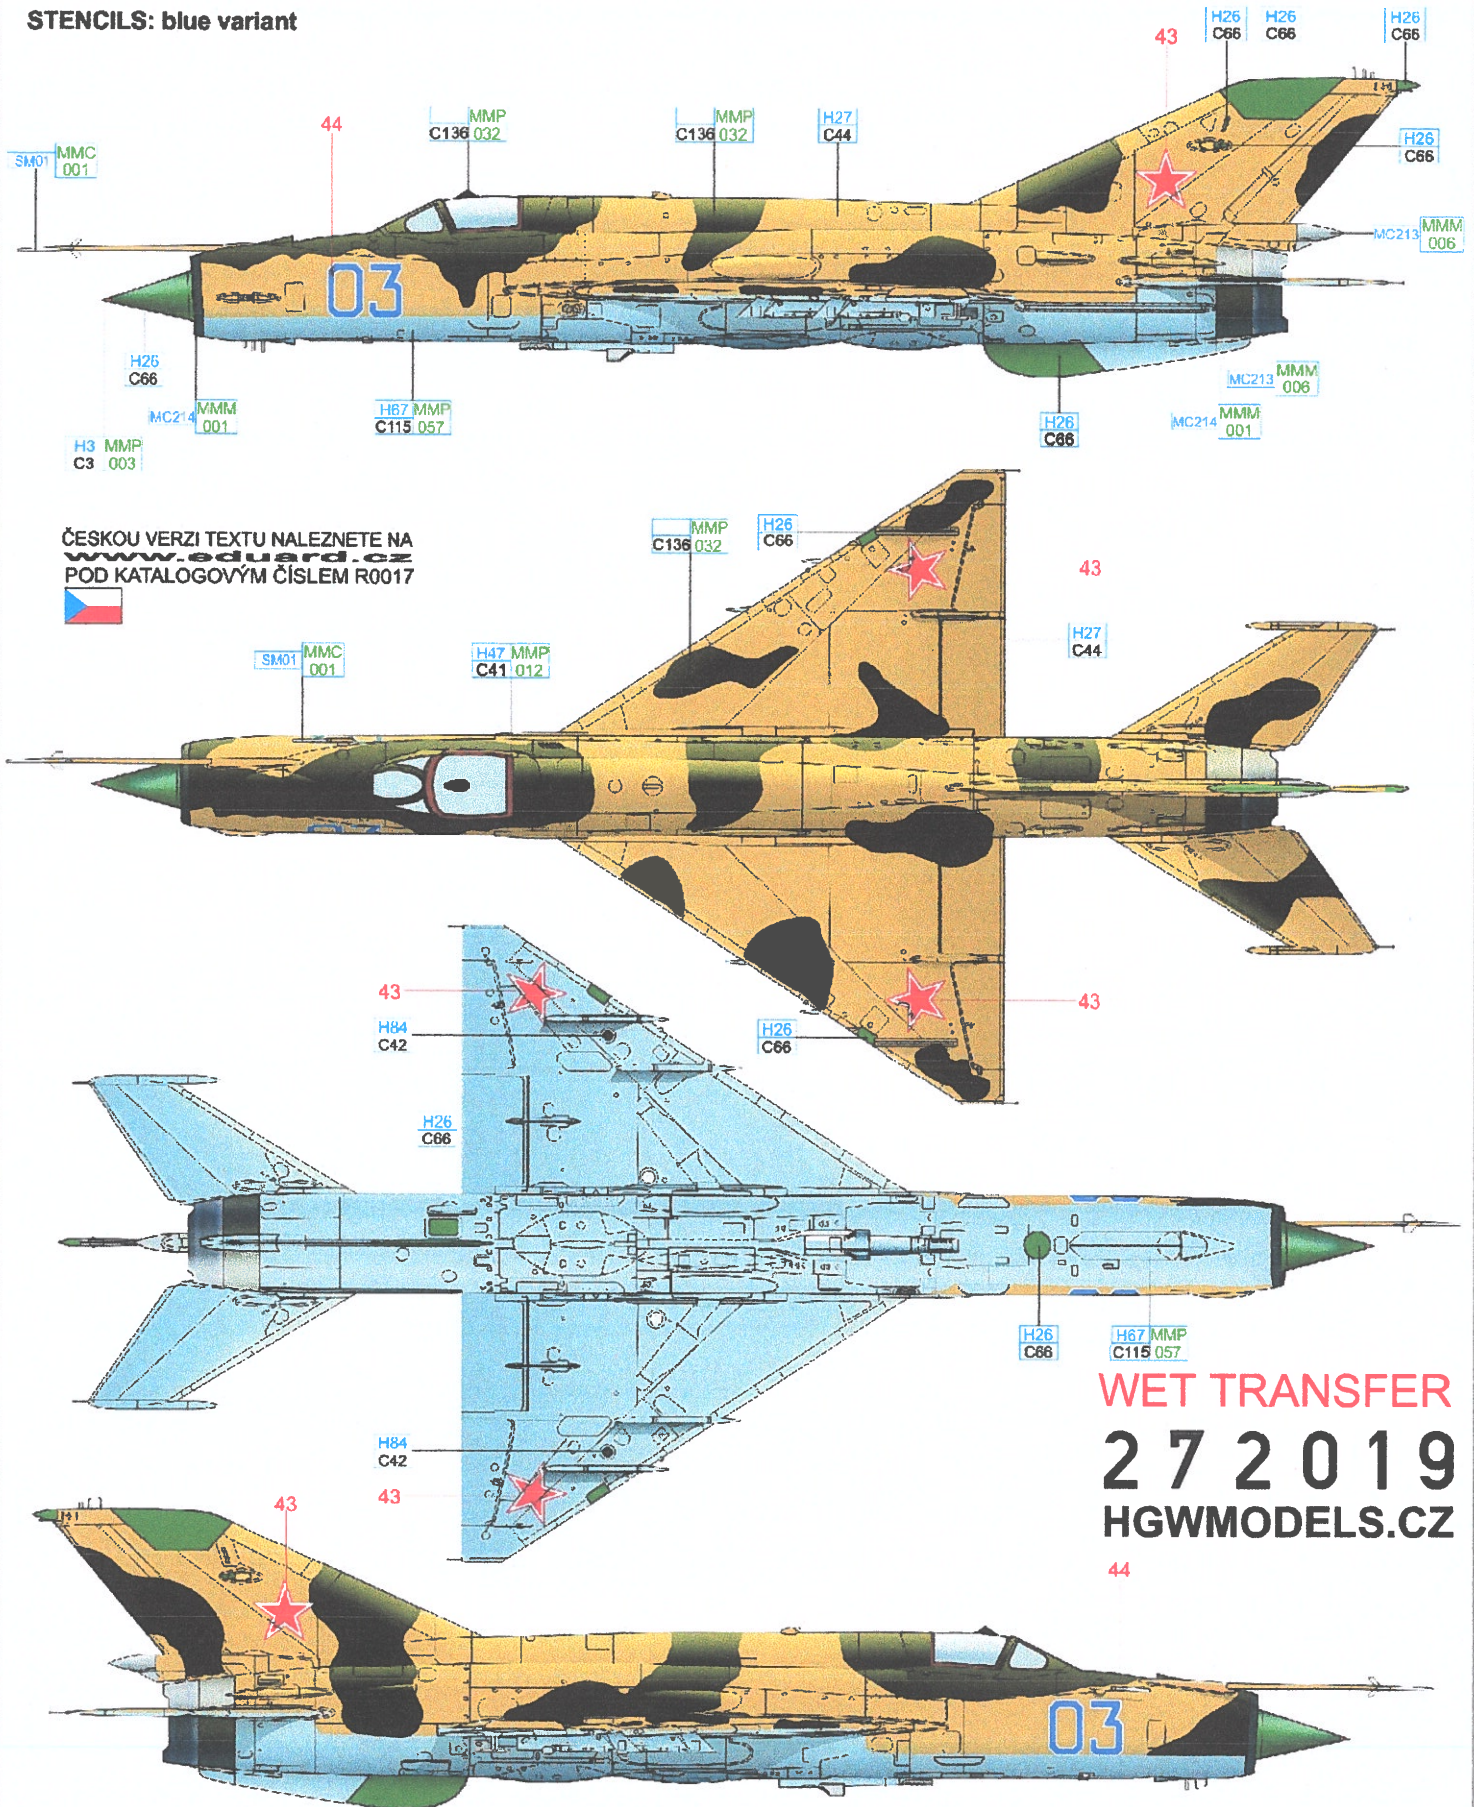 STENCILS: blue variant
H26
C66
H26
C66
H26
C66
43
44
C136 MMP 032
C136 MMP 032
H27
C44
H26
C66
SM01 MMC 001
MC213 MMM 006
03
H26
C66
MC214 MMM 001
H67 MMP
C115 057
H26
C66
MC213 MMM 006
MC214 MMM 001
H3 MMP
C3 003
ČESKOU VERZI TEXTU NALEZNETE NA
www.eduard.cz
POD KATALOGOVÝM ČÍSLEM R0017
C136 MMP 032
H26
C66
43
H27
C44
SM01 MMC 001
H47 MMP
C41 012
03
43
43
H84
C42
H26
C66
H26
C66
H26
C66
H67 MMP
C115 057
WET TRANSFER
272019
HGWMODELS.CZ
H84
C42
43
44
43
03